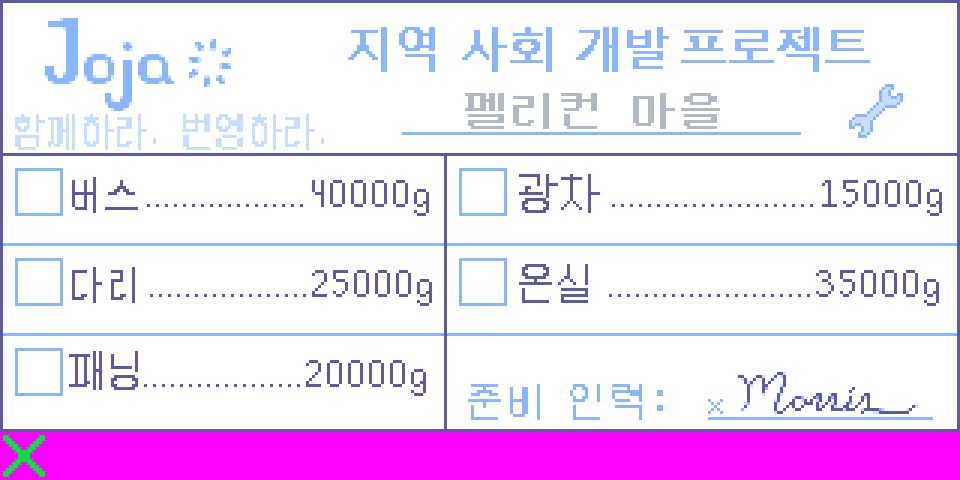 Joja 지역 사회 개발 프로젝트
함께하라. 번영하라. 펠리컨 마을
버스...................40000g
광차......................15000g
다리...................25000g
온실......................35000g
패닝...................20000g
준비 인력: x Morris